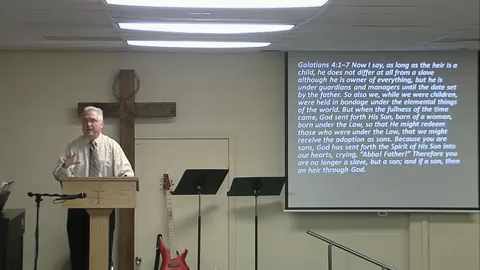 Galatians 4:1–7 Now I say, as long as the heir is a
child, he does not differ at all from a slave
although he is owner of everything, but he is
under guardians and managers until the date set
by the father. So also we, while we were children,
were held in bondage under the elemental things
of the world. But when the fullness of the time
came, God sent forth His Son, born of a woman,
born under the Law, so that He might redeem
those who were under the Law, that we might
receive the adoption as sons. Because you are
sons, God has sent forth the Spirit of His Son into
our hearts, crying, "Abba! Father!" Therefore you
are no longer a slave, but a son; and if a son, then
an heir through God.